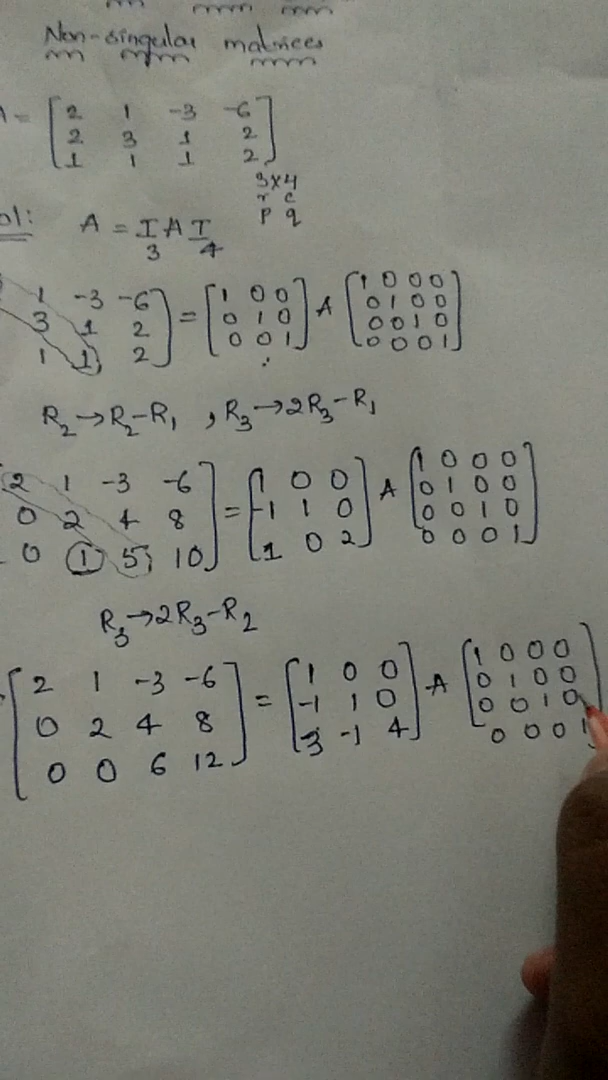 Non-singular matrices
= [2 1 -3 -6
2 3 1 2
1 1 1 2]
3x4
r c
p q
ol: A = I₃ A I₄
1 -3 -6 ] = [1 0 0 ] A [1 0 0 0
3 1 2 0 1 0 0 1 0 0
1 1 2 0 0 1 0 0 1 0
0 0 0 1
R₂→R₂-R₁ , R₃→2R₃-R₁
2 1 -3 -6 ] = [1 0 0 ] A [1 0 0 0
0 2 4 8 -1 1 0 0 1 0 0
0 1 5 10 1 0 2 0 0 1 0
0 0 0 1
R₃→2R₃-R₂
[2 1 -3 -6 ] = [1 0 0 ] A [1 0 0 0
0 2 4 8 -1 1 0 0 1 0 0
0 0 6 12 3 -1 4 0 0 1 0
0 0 0 1